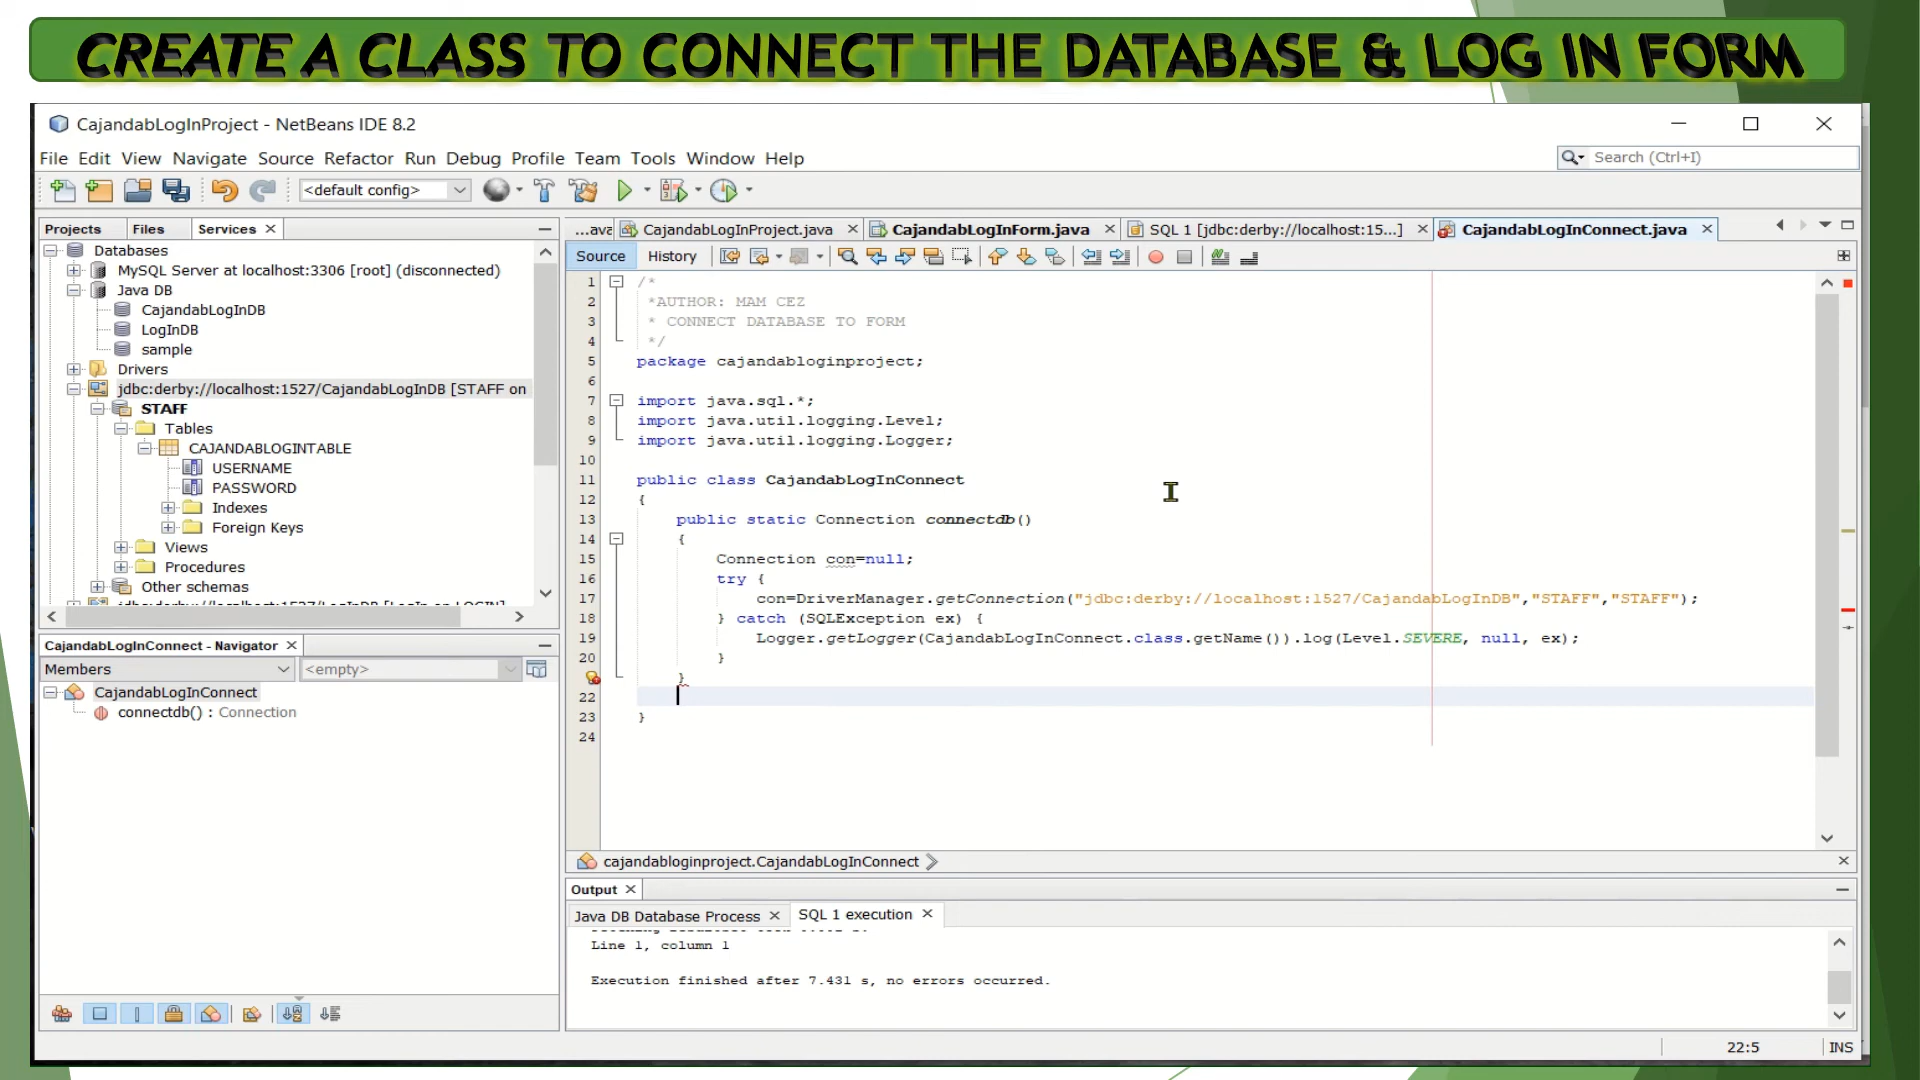 CREATE A CLASS TO CONNECT THE DATABASE & LOG IN FORM
CajandabLogInProject - NetBeans IDE 8.2
File Edit View Navigate Source Refactor Run Debug Profile Team Tools Window Help
Search (Ctrl+I)
<default config>
Projects Files Services
Databases
MySQL Server at localhost:3306 [root] (disconnected)
Java DB
CajandabLogInDB
LogInDB
sample
Drivers
jdbc:derby://localhost:1527/CajandabLogInDB [STAFF on
STAFF
Tables
CAJANDABLOGINTABLE
USERNAME
PASSWORD
Indexes
Foreign Keys
Views
Procedures
Other schemas
jdbc:derby://localhost:1527/LogInDB [LogIn on LOGIN]
CajandabLogInConnect - Navigator
Members <empty>
CajandabLogInConnect
connectdb() : Connection
...ava CajandabLogInProject.java CajandabLogInForm.java SQL 1 [jdbc:derby://localhost:15...] CajandabLogInConnect.java
Source History
1 /*
2 *AUTHOR: MAM CEZ
3 * CONNECT DATABASE TO FORM
4 */
5 package cajandabloginproject;
6
7 import java.sql.*;
8 import java.util.logging.Level;
9 import java.util.logging.Logger;
10
11 public class CajandabLogInConnect
12 {
13 public static Connection connectdb()
14 {
15 Connection con=null;
16 try {
17 con=DriverManager.getConnection("jdbc:derby://localhost:1527/CajandabLogInDB","STAFF","STAFF");
18 } catch (SQLException ex) {
19 Logger.getLogger(CajandabLogInConnect.class.getName()).log(Level.SEVERE, null, ex);
20 }
}
22
23 }
24
cajandabloginproject.CajandabLogInConnect
Output
Java DB Database Process SQL 1 execution
Line 1, column 1
Execution finished after 7.431 s, no errors occurred.
22:5 INS